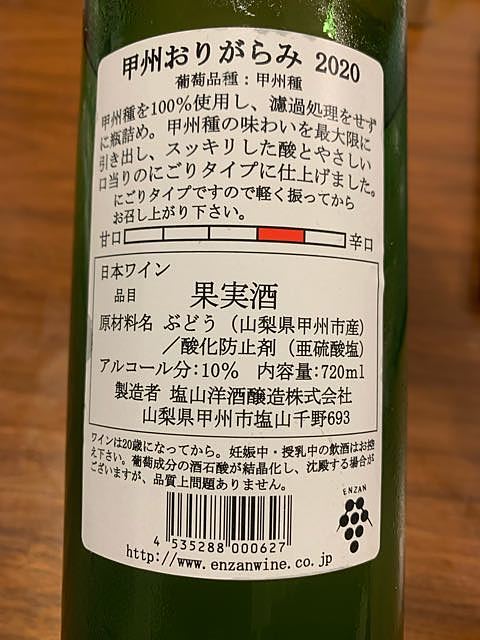 甲州おりがらみ 2020
葡萄品種：甲州種
甲州種を100％使用し、濾過処理をせず
に瓶詰め。甲州種の味わいを最大限に
引き出し、スッキリした酸とやさしい
口当りのにごりタイプに仕上げました。
にごりタイプですので軽く振ってから
お召し上がり下さい。
甘口 辛口
日本ワイン
品目 果実酒
原材料名 ぶどう（山梨県甲州市産）
／酸化防止剤（亜硫酸塩）
アルコール分：10％ 内容量：720ml
製造者 塩山洋酒醸造株式会社
山梨県甲州市塩山千野693
ワインは20歳になってから。妊娠中・授乳中の飲酒はお控
え下さい。葡萄成分の酒石酸が結晶化し、沈殿する場合が
ございますが、品質上問題ありません。
ENZAN
4 535288 000627
http://www.enzanwine.co.jp